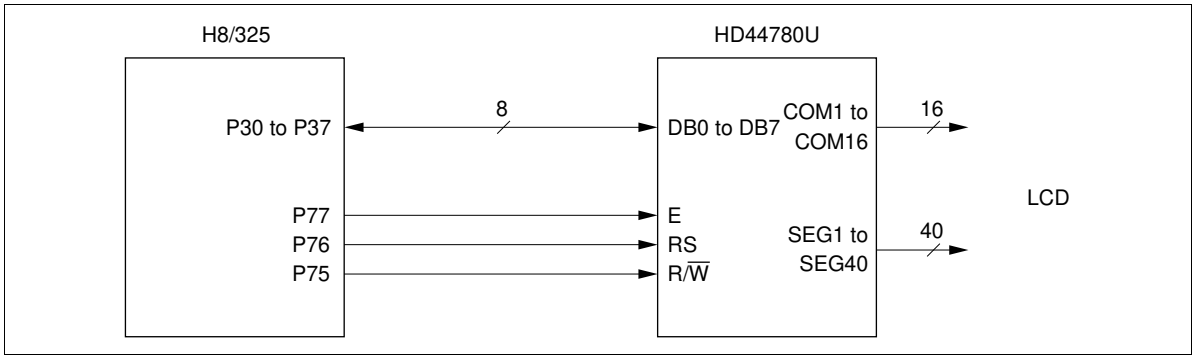 H8/325
HD44780U
P30 to P37
8
DB0 to DB7
COM1 to
COM16
16
LCD
P77
E
P76
RS
P75
R/W̅
SEG1 to
SEG40
40